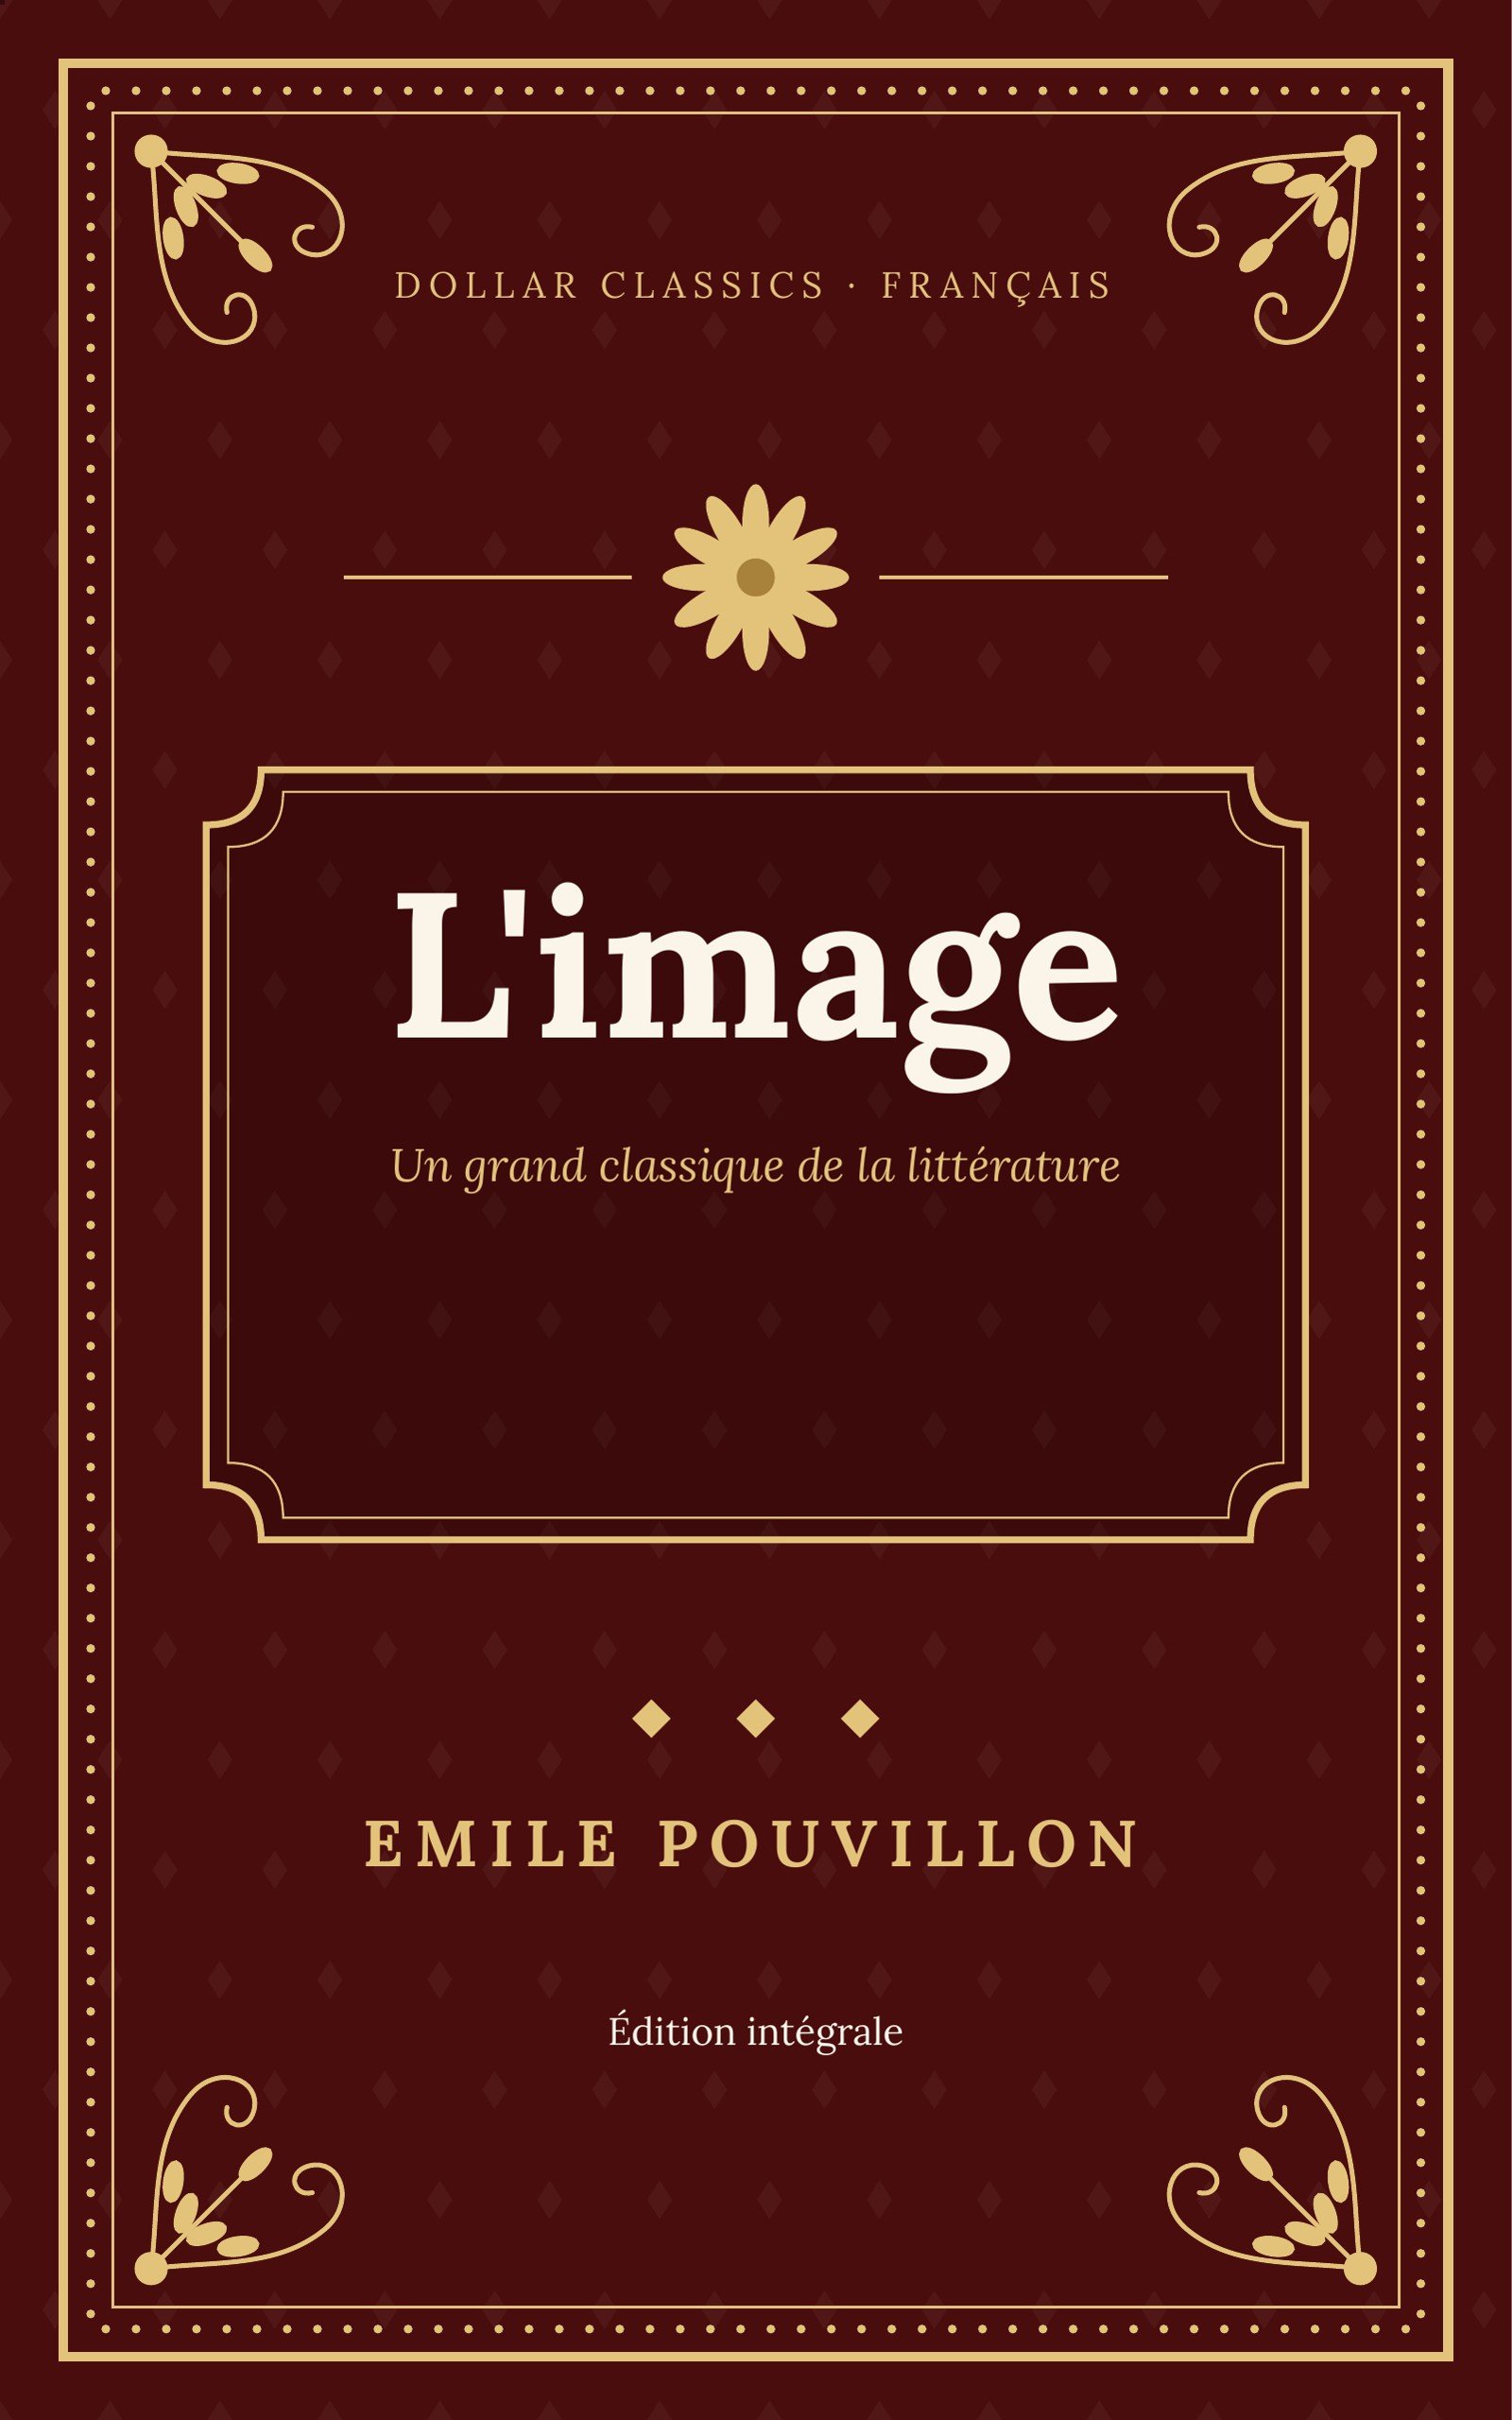 DOLLAR CLASSICS · FRANÇAIS
L'image
Un grand classique de la littérature
EMILE POUVILLON
Édition intégrale